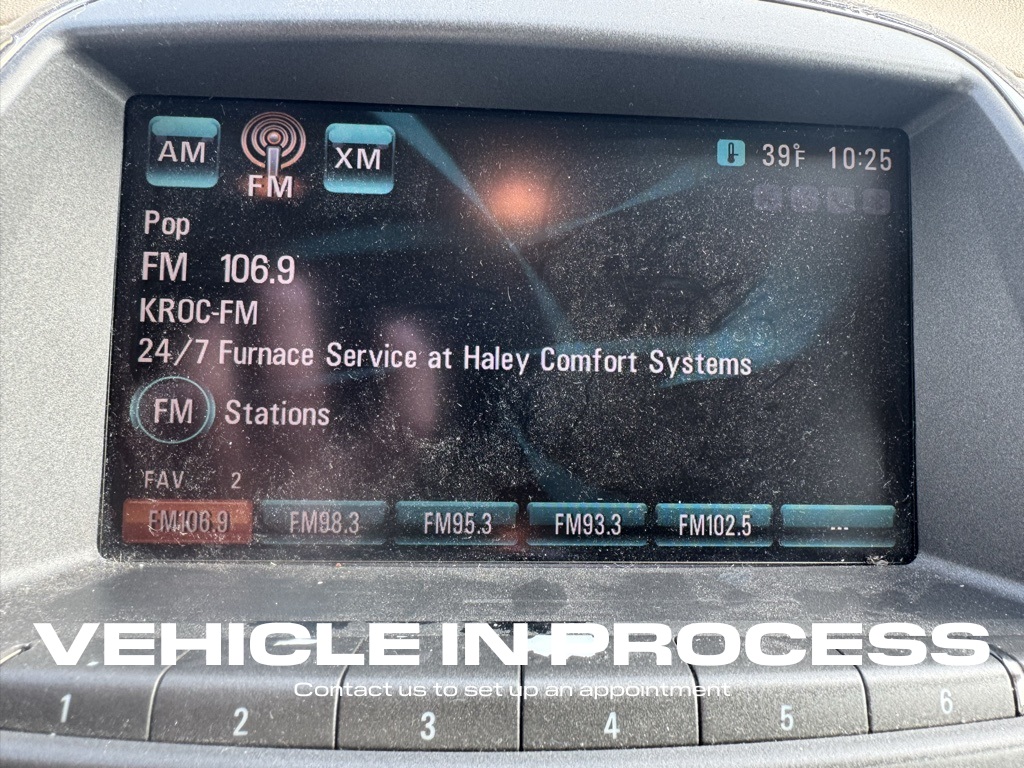 AM FM XM 39°F 10:25
Pop
FM 106.9
KROC-FM
24/7 Furnace Service at Haley Comfort Systems
FM Stations
FAV 2
FM106.9 FM98.3 FM95.3 FM93.3 FM102.5 ---
VEHICLE IN PROCESS
Contact us to set up an appointment
1 2 3 4 5 6